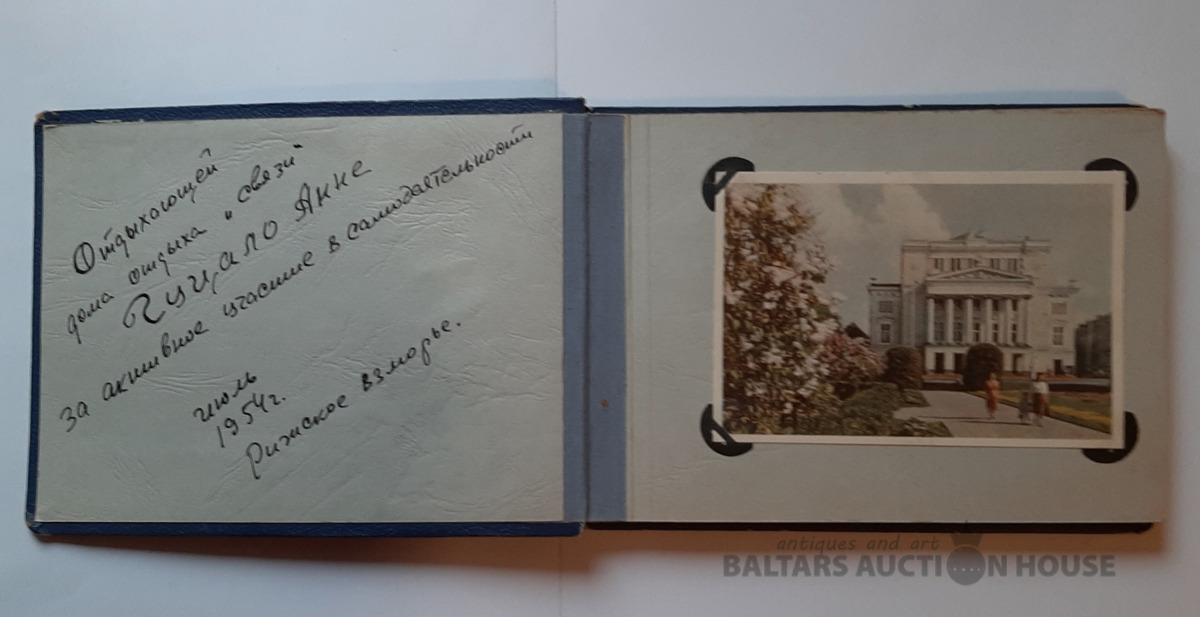 Отдыхающей
дома отдыха "связи"
Анне
за активное участие в самодеятельности
июль
1954г.
Рижское взморье.
antiques and art
BALTARS AUCTION HOUSE